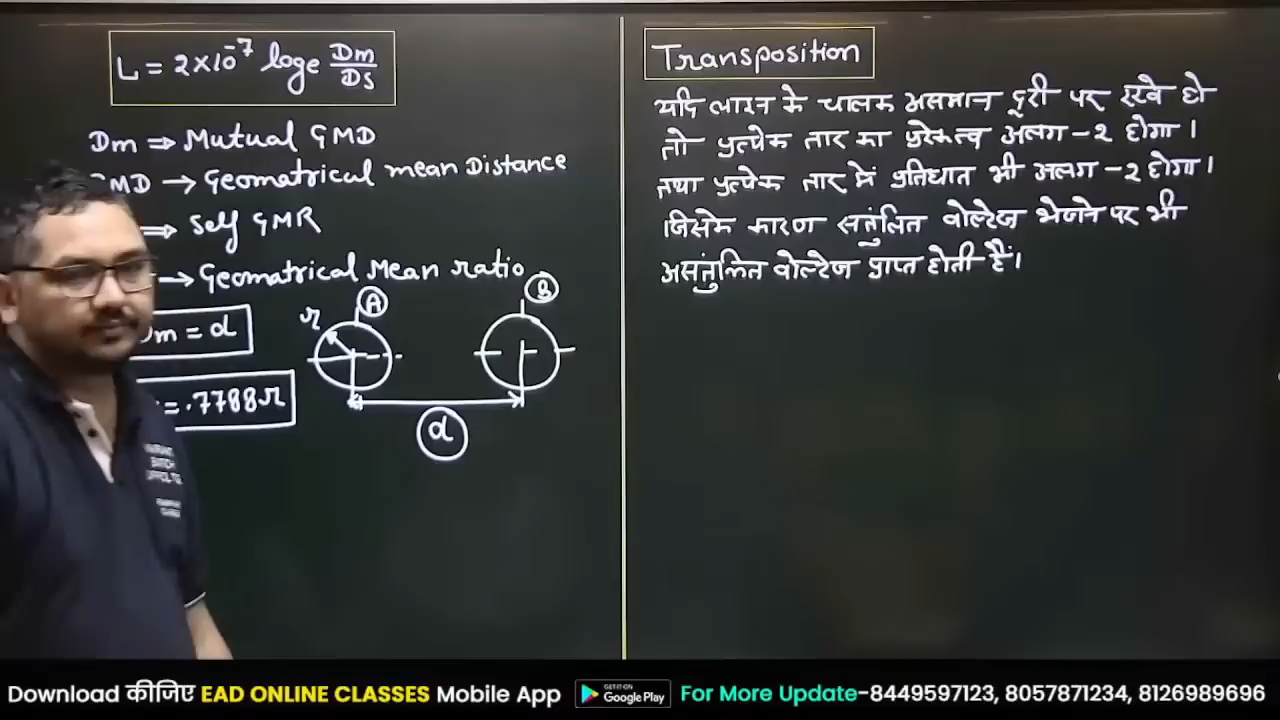 L = 2×10⁻⁷ loge Dm/Ds
Dm ⇒ Mutual GMD
GMD → Geomatrical mean Distance
⇒ Self GMR
→ Geomatrical Mean ratio
Dm = d
= .7788r
r
A
B
d
Transposition
यदि लाइन के चालक असमान दूरी पर रखे हो
तो प्रत्येक तार का प्रेरकत्व अलग-2 होगा।
तथा प्रत्येक तार में प्रतिघात भी अलग-2 होगा।
जिसके कारण सन्तुलित वोल्टेज भेजने पर भी
असंतुलित वोल्टेज प्राप्त होती हैं।
Download कीजिए EAD ONLINE CLASSES Mobile App GET IT ON Google Play For More Update-8449597123, 8057871234, 8126989696